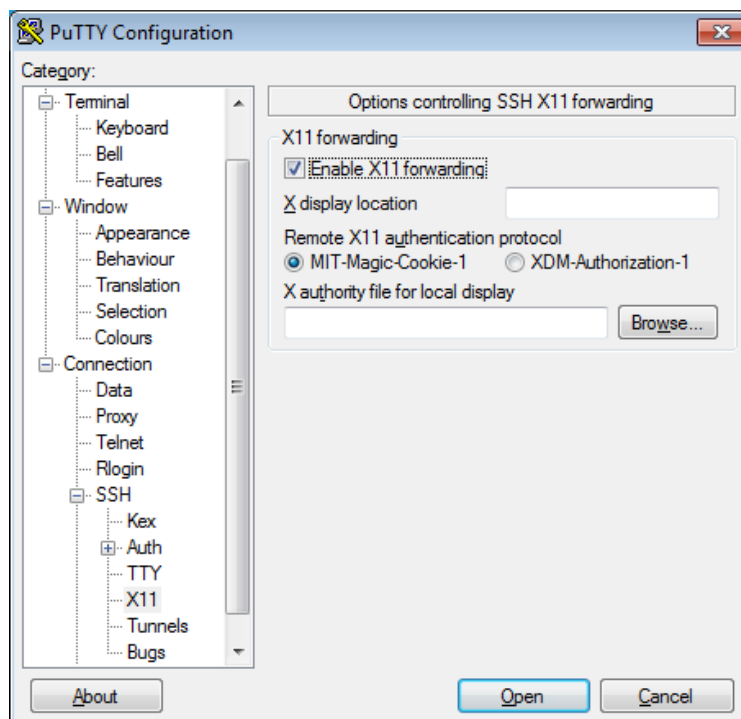 PuTTY Configuration
Category:
Terminal
Keyboard
Bell
Features
Window
Appearance
Behaviour
Translation
Selection
Colours
Connection
Data
Proxy
Telnet
Rlogin
SSH
Kex
Auth
TTY
X11
Tunnels
Bugs
Options controlling SSH X11 forwarding
X11 forwarding
Enable X11 forwarding
X display location
Remote X11 authentication protocol
MIT-Magic-Cookie-1 XDM-Authorization-1
X authority file for local display
Browse...
About Open Cancel